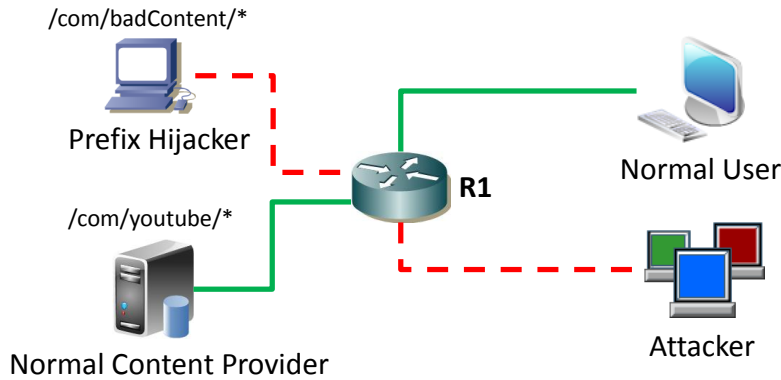 /com/badContent/*
Prefix Hijacker
/com/youtube/*
Normal Content Provider
R1
Normal User
Attacker